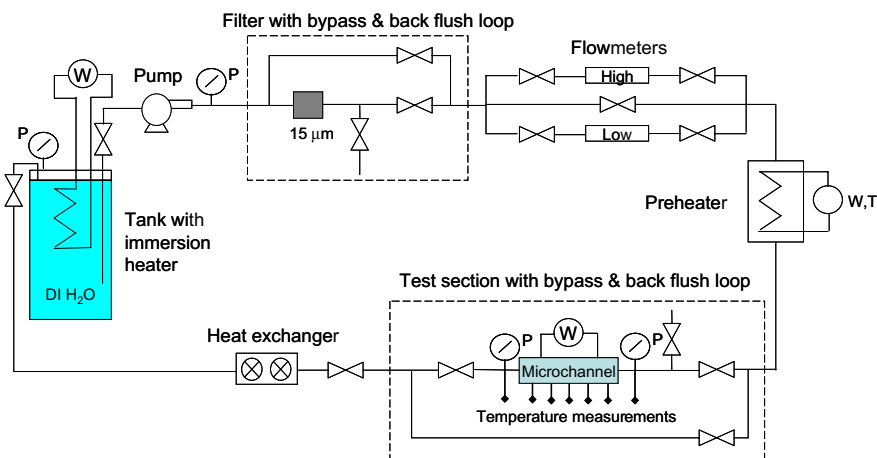 Filter with bypass & back flush loop
Flowmeters
W
Pump
P
High
P
15 μm
Low
Tank with
immersion
heater
Preheater
W,T
DI H₂O
Test section with bypass & back flush loop
Heat exchanger
P
W
P
Microchannel
Temperature measurements